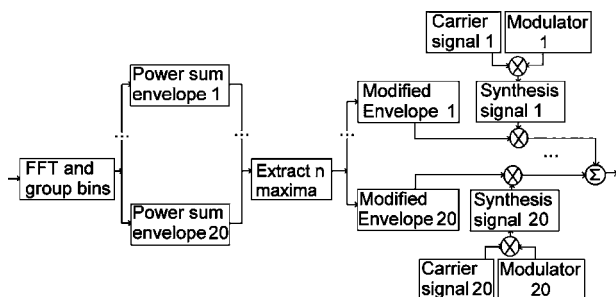 Carrier
signal 1
Modulator
1
Power sum
envelope 1
Modified
Envelope 1
Synthesis
signal 1
...
...
...
...
FFT and
group bins
Extract n
maxima
Σ
Power sum
envelope 20
Modified
Envelope 20
Synthesis
signal 20
Carrier
signal 20
Modulator
20